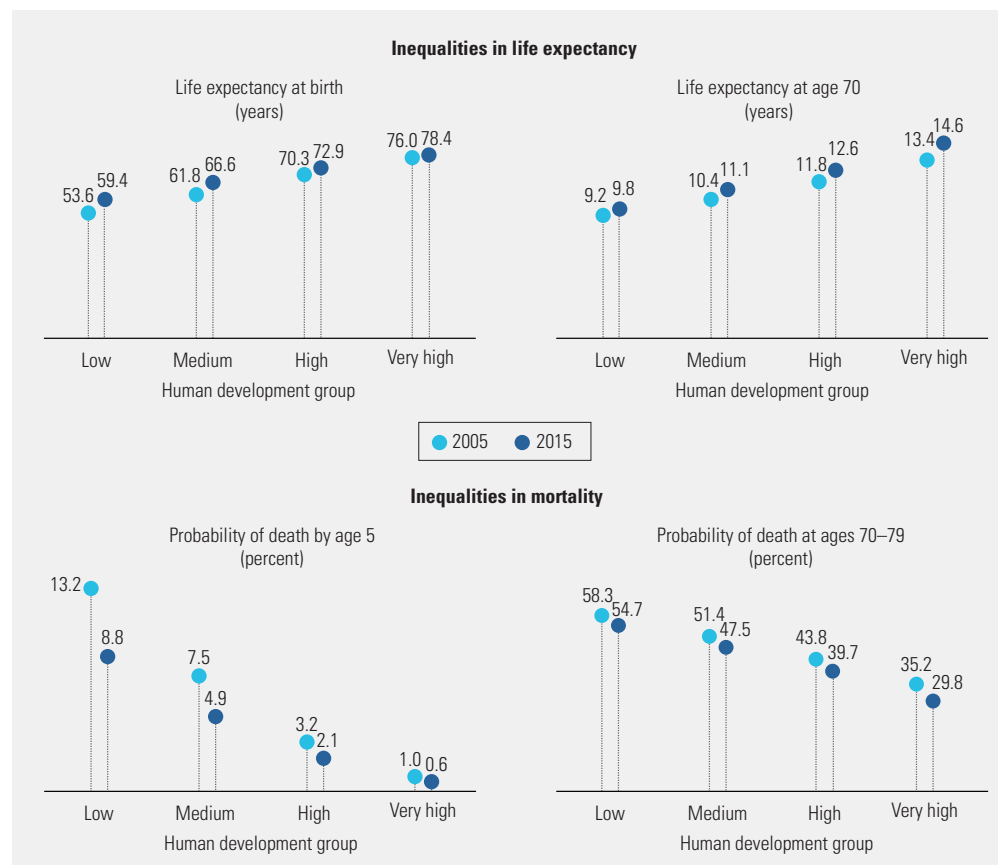 Inequalities in life expectancy
Life expectancy at birth
(years)
53.6 59.4 61.8 66.6 70.3 72.9 76.0 78.4
Low Medium High Very high
Human development group
Life expectancy at age 70
(years)
9.2 9.8 10.4 11.1 11.8 12.6 13.4 14.6
Low Medium High Very high
Human development group
2005 2015
Inequalities in mortality
Probability of death by age 5
(percent)
13.2 8.8 7.5 4.9 3.2 2.1 1.0 0.6
Low Medium High Very high
Human development group
Probability of death at ages 70–79
(percent)
58.3 54.7 51.4 47.5 43.8 39.7 35.2 29.8
Low Medium High Very high
Human development group